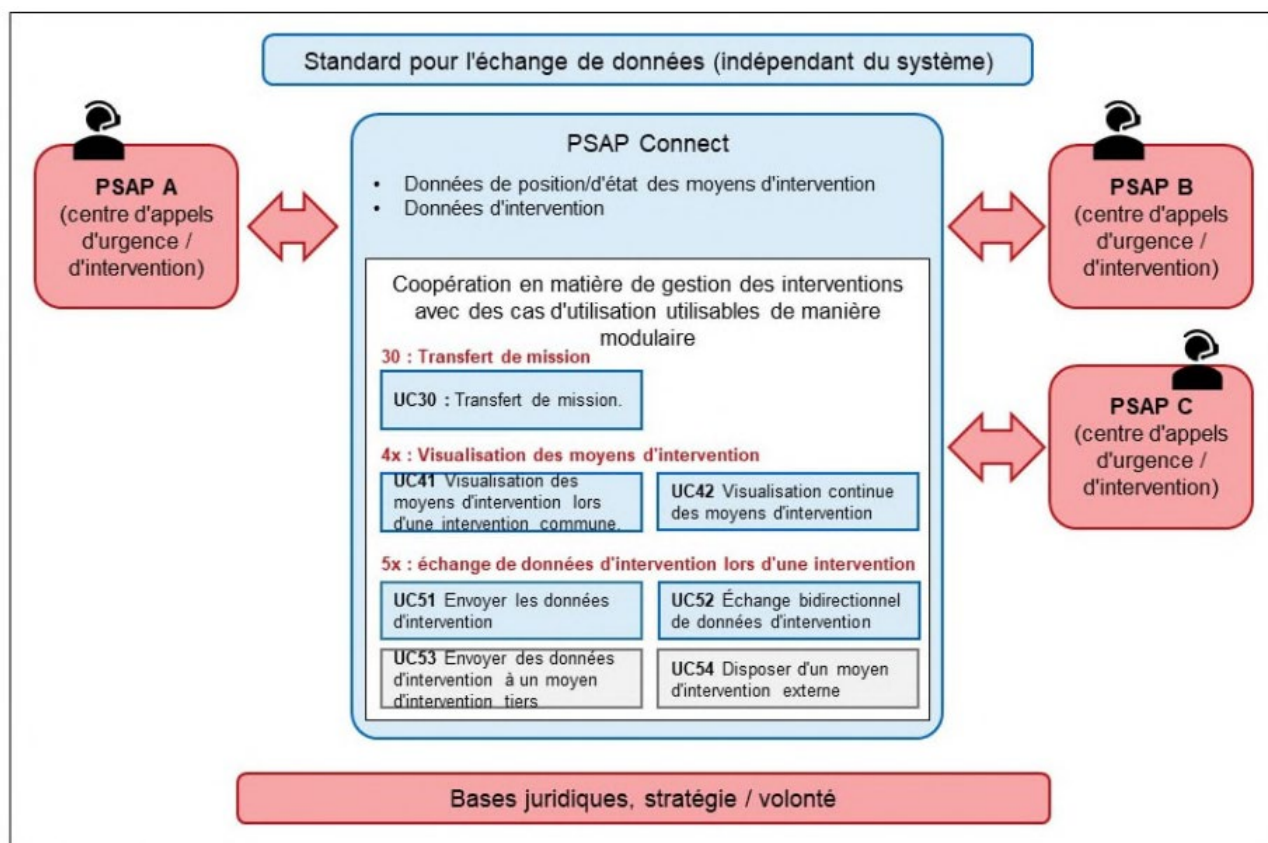 Standard pour l'échange de données (indépendant du système)
PSAP A
(centre d'appels
d'urgence /
d'intervention)
PSAP Connect
• Données de position/d'état des moyens d'intervention
• Données d'intervention
Coopération en matière de gestion des interventions
avec des cas d'utilisation utilisables de manière
modulaire
30 : Transfert de mission
UC30 : Transfert de mission.
4x : Visualisation des moyens d'intervention
UC41 Visualisation des
moyens d'intervention lors
d'une intervention commune.
UC42 Visualisation continue
des moyens d'intervention
5x : échange de données d'intervention lors d'une intervention
UC51 Envoyer les données
d'intervention
UC52 Échange bidirectionnel
de données d'intervention
UC53 Envoyer des données
d'intervention à un moyen
d'intervention tiers
UC54 Disposer d'un moyen
d'intervention externe
PSAP B
(centre d'appels
d'urgence /
d'intervention)
PSAP C
(centre d'appels
d'urgence /
d'intervention)
Bases juridiques, stratégie / volonté